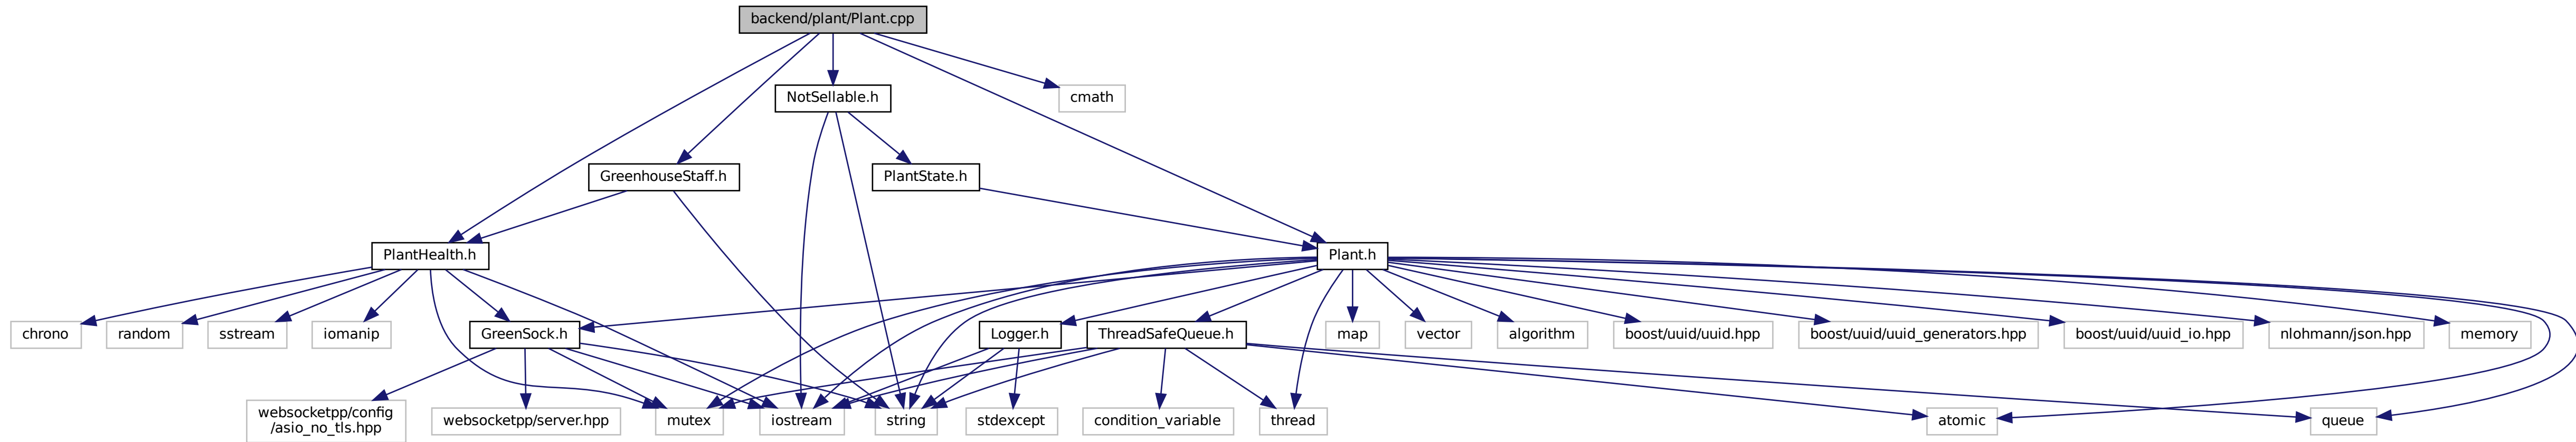 backend/plant/Plant.cpp
NotSellable.h
cmath
GreenhouseStaff.h
PlantState.h
PlantHealth.h
Plant.h
chrono
random
sstream
iomanip
GreenSock.h
Logger.h
ThreadSafeQueue.h
map
vector
algorithm
boost/uuid/uuid.hpp
boost/uuid/uuid_generators.hpp
boost/uuid/uuid_io.hpp
nlohmann/json.hpp
memory
websocketpp/config
/asio_no_tls.hpp
websocketpp/server.hpp
mutex
iostream
string
stdexcept
condition_variable
thread
atomic
queue